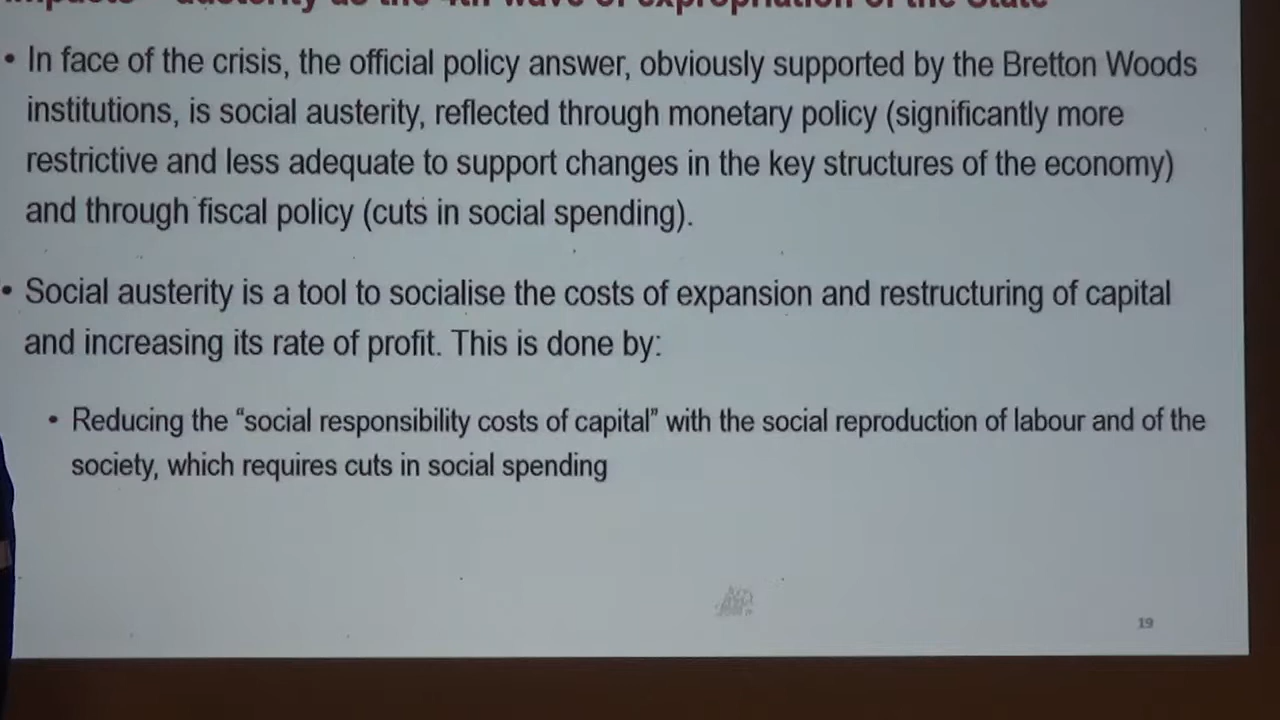 Impacts – austerity as the 4th wave of expropriation of the State
• In face of the crisis, the official policy answer, obviously supported by the Bretton Woods
institutions, is social austerity, reflected through monetary policy (significantly more
restrictive and less adequate to support changes in the key structures of the economy)
and through fiscal policy (cuts in social spending).
• Social austerity is a tool to socialise the costs of expansion and restructuring of capital
and increasing its rate of profit. This is done by:
• Reducing the “social responsibility costs of capital” with the social reproduction of labour and of the
society, which requires cuts in social spending
19